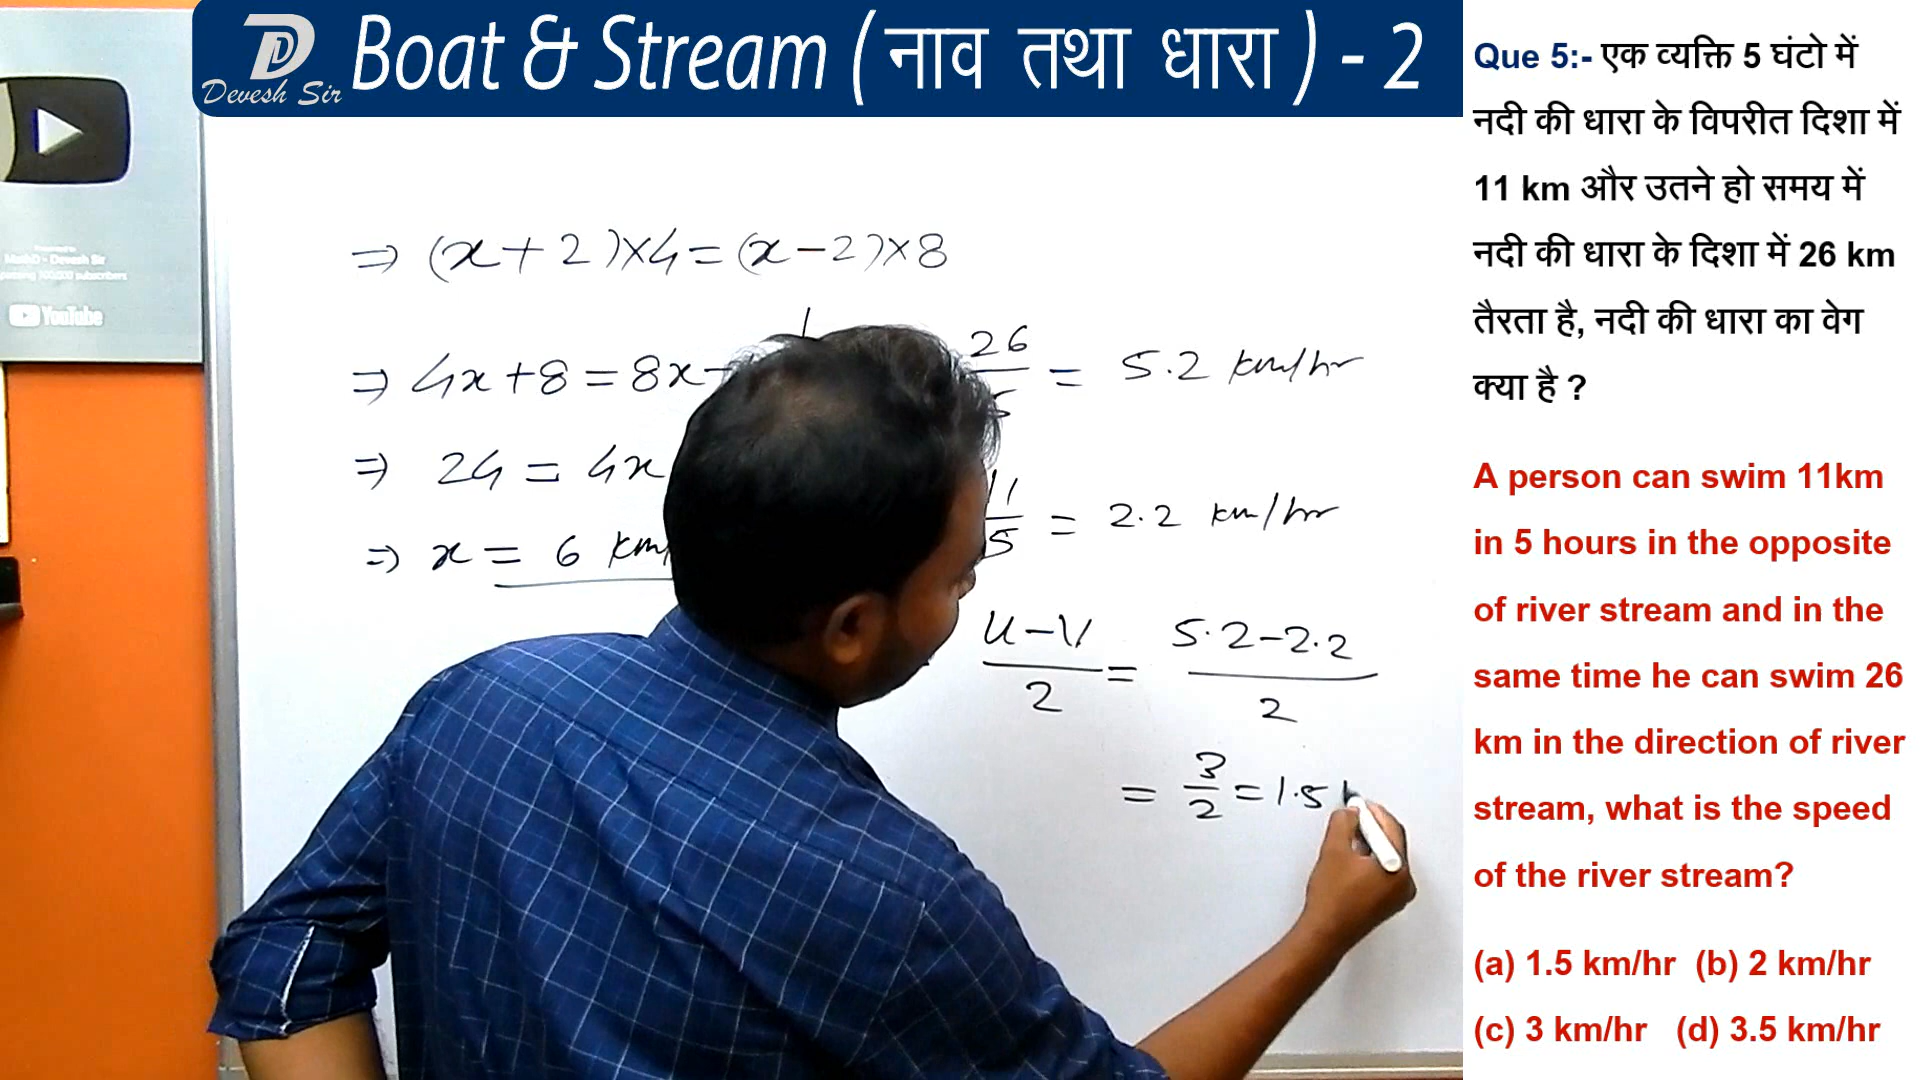 DD
Devesh Sir
Boat & Stream ( नाव तथा धारा ) - 2
YouTube
⇒ (x+2)×4=(x-2)×8
⇒ 4x+8=8x-
⇒ 24 = 4x
⇒ x = 6 km
26
= 5.2 km/hr
5
11
= 2.2 km/hr
5
u-v = 5.2-2.2
2 2
= 3/2 = 1.5
Que 5:- एक व्यक्ति 5 घंटो में
नदी की धारा के विपरीत दिशा में
11 km और उतने हो समय में
नदी की धारा के दिशा में 26 km
तैरता है, नदी की धारा का वेग
क्या है ?
A person can swim 11km
in 5 hours in the opposite
of river stream and in the
same time he can swim 26
km in the direction of river
stream, what is the speed
of the river stream?
(a) 1.5 km/hr (b) 2 km/hr
(c) 3 km/hr (d) 3.5 km/hr